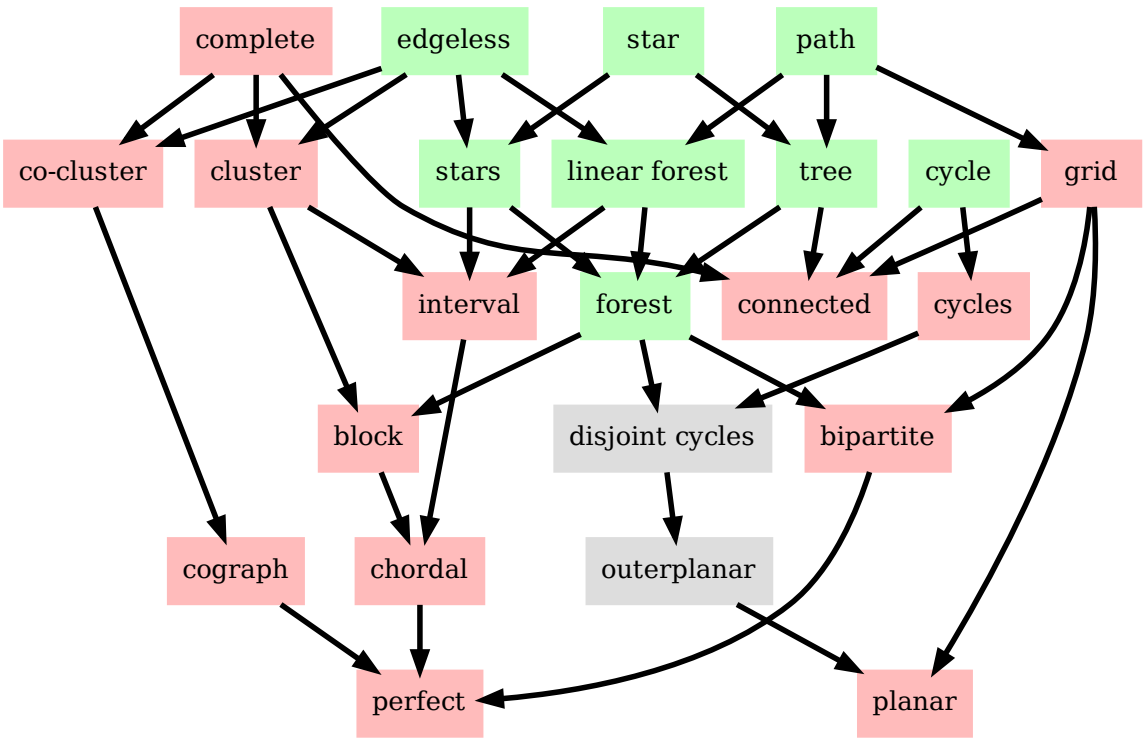 complete
edgeless
star
path
co-cluster
cluster
stars
linear forest
tree
cycle
grid
interval
forest
connected
cycles
block
disjoint cycles
bipartite
cograph
chordal
outerplanar
perfect
planar